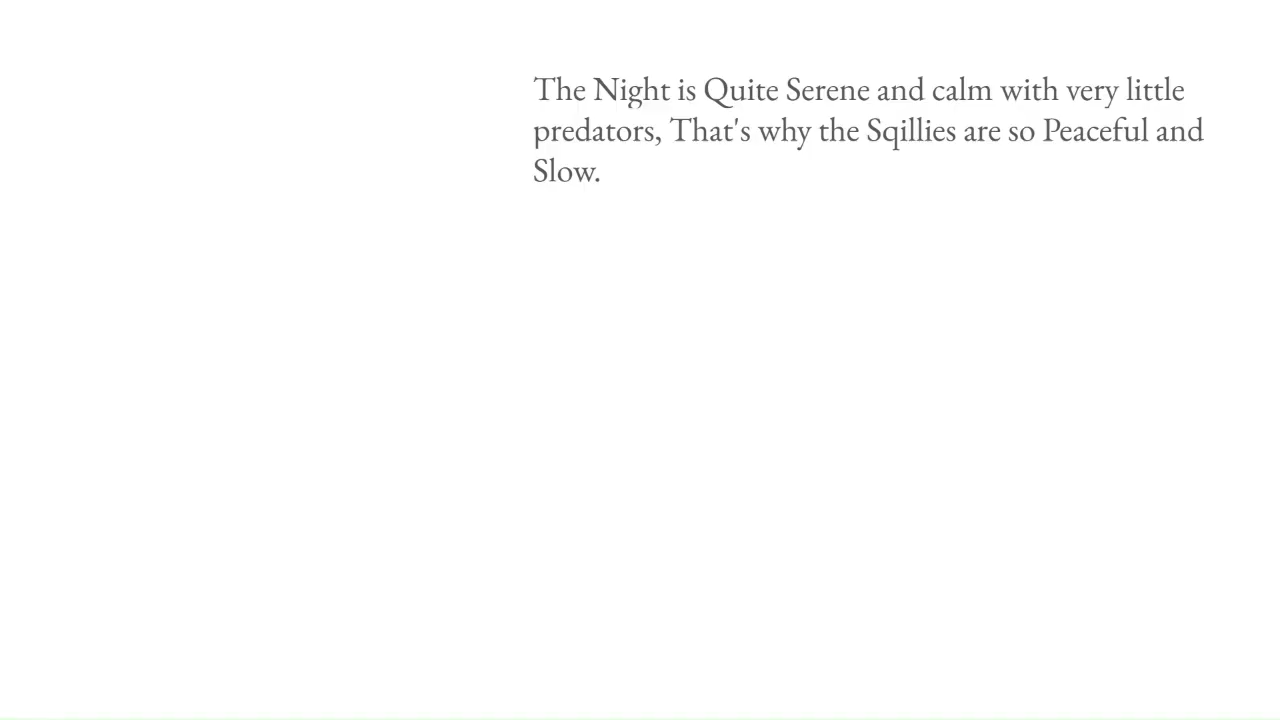 The Night is Quite Serene and calm with very little
predators, That's why the Sqillies are so Peaceful and
Slow.